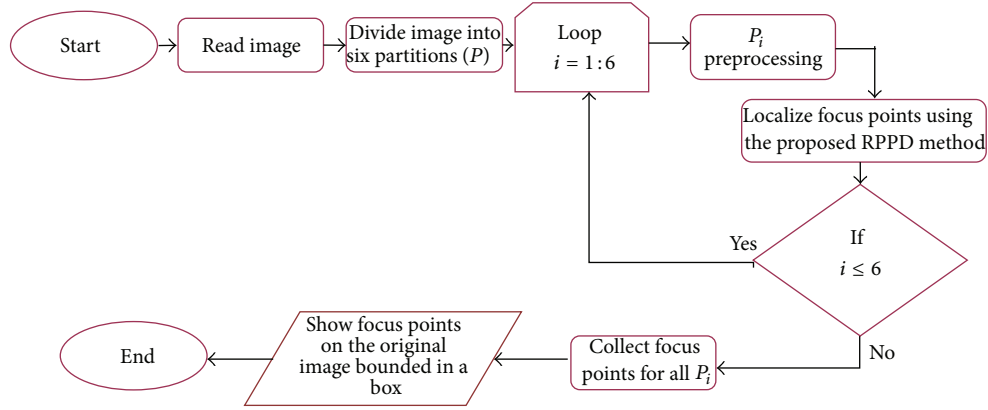 Start
Read image
Divide image into
six partitions (P)
Loop
i = 1 : 6
P_i
preprocessing
Localize focus points using
the proposed RPPD method
If
i ≤ 6
Yes
No
Collect focus
points for all P_i
Show focus points
on the original
image bounded in a
box
End